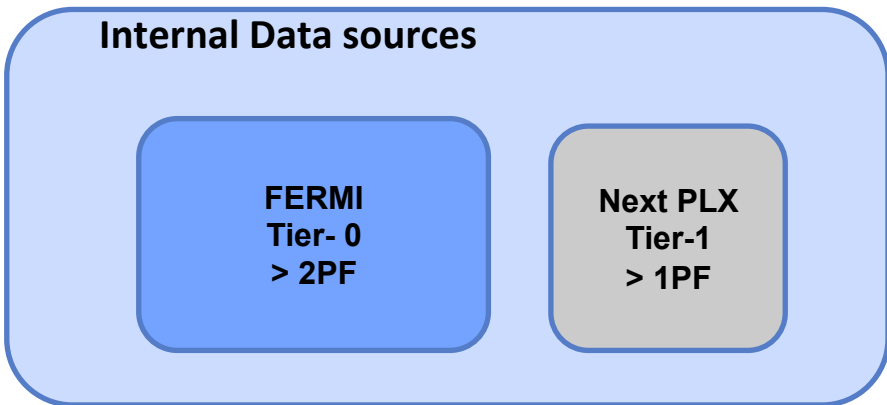 Internal Data sources
FERMI
Tier- 0
> 2PF
Next PLX
Tier-1
> 1PF